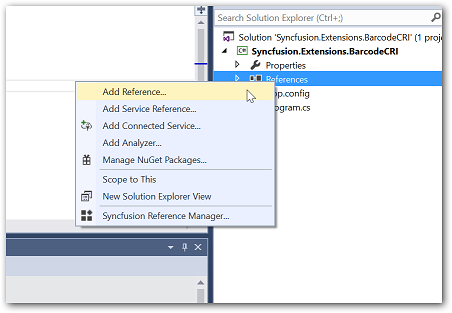 Search Solution Explorer (Ctrl+;)
Solution 'Syncfusion.Extensions.BarcodeCRI' (1 proje
C# Syncfusion.Extensions.BarcodeCRI
Properties
References
pp.config
ogram.cs
Add Reference...
Add Service Reference...
Add Connected Service...
Add Analyzer...
Manage NuGet Packages...
Scope to This
New Solution Explorer View
Syncfusion Reference Manager...